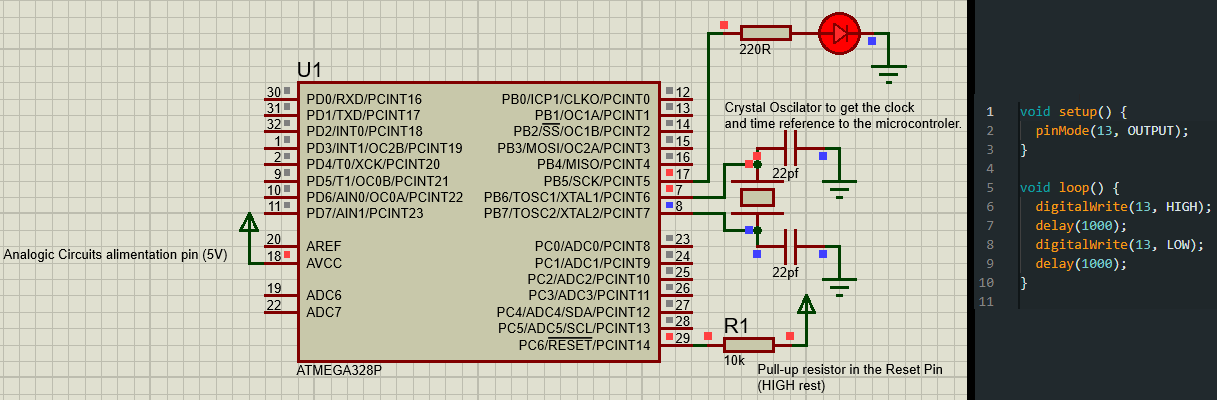 220R
U1
30 PD0/RXD/PCINT16 PB0/ICP1/CLKO/PCINT0 12
31 PD1/TXD/PCINT17 PB1/OC1A/PCINT1 13
32 PD2/INT0/PCINT18 PB2/SS/OC1B/PCINT2 14
1 PD3/INT1/OC2B/PCINT19 PB3/MOSI/OC2A/PCINT3 15
2 PD4/T0/XCK/PCINT20 PB4/MISO/PCINT4 16
9 PD5/T1/OC0B/PCINT21 PB5/SCK/PCINT5 17
10 PD6/AIN0/OC0A/PCINT22 PB6/TOSC1/XTAL1/PCINT6 7
11 PD7/AIN1/PCINT23 PB7/TOSC2/XTAL2/PCINT7 8
20 AREF PC0/ADC0/PCINT8 23
18 AVCC PC1/ADC1/PCINT9 24
PC2/ADC2/PCINT10 25
19 ADC6 PC3/ADC3/PCINT11 26
22 ADC7 PC4/ADC4/SDA/PCINT12 27
PC5/ADC5/SCL/PCINT13 28
PC6/RESET/PCINT14 29
ATMEGA328P
Analogic Circuits alimentation pin (5V)
Crystal Oscilator to get the clock
and time reference to the microcontroler.
22pf
22pf
R1
10k
Pull-up resistor in the Reset Pin
(HIGH rest)
1 void setup() {
2 pinMode(13, OUTPUT);
3 }
4
5 void loop() {
6 digitalWrite(13, HIGH);
7 delay(1000);
8 digitalWrite(13, LOW);
9 delay(1000);
10 }
11